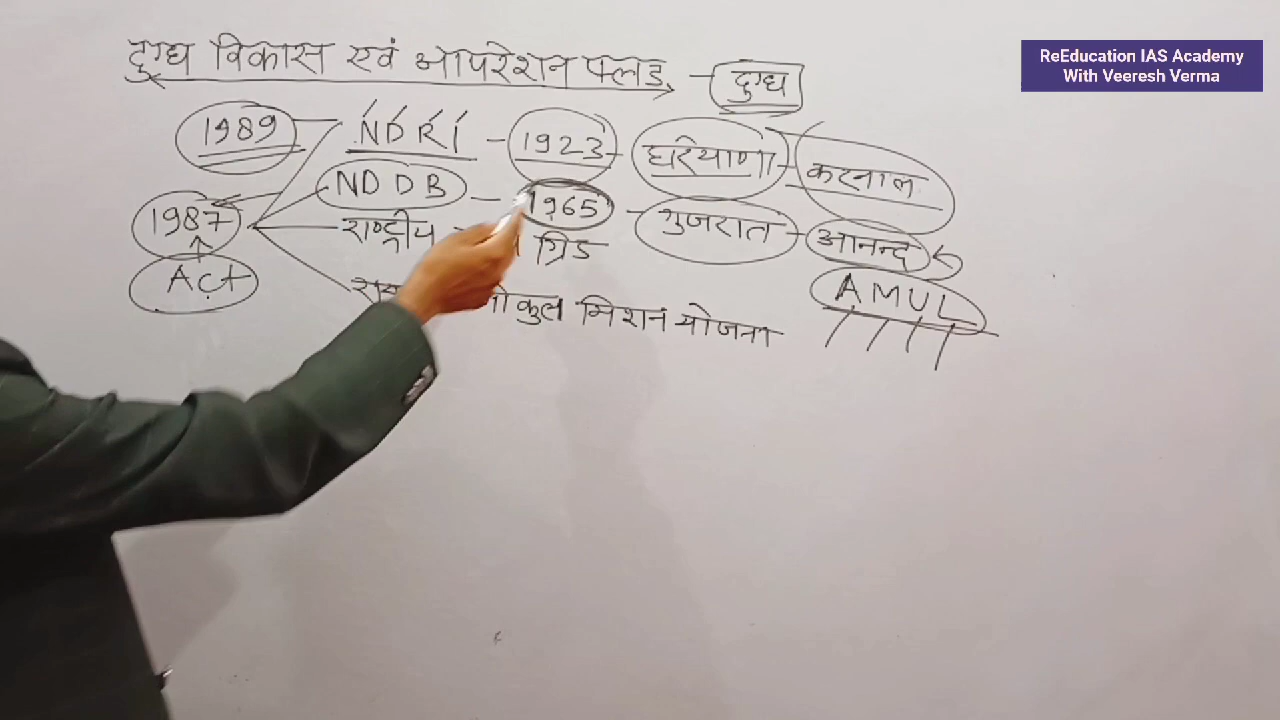 ReEducation IAS Academy
With Veeresh Verma
दुग्ध विकास एवं ऑपरेशन फ्लड - दुग्ध
1989 NDRI - 1923 - हरियाणा - करनाल
1987 NDDB - 1965 - गुजरात - आनन्द
Act राष्ट्रीय ग्रिड
AMUL
गोकुल मिशन योजना